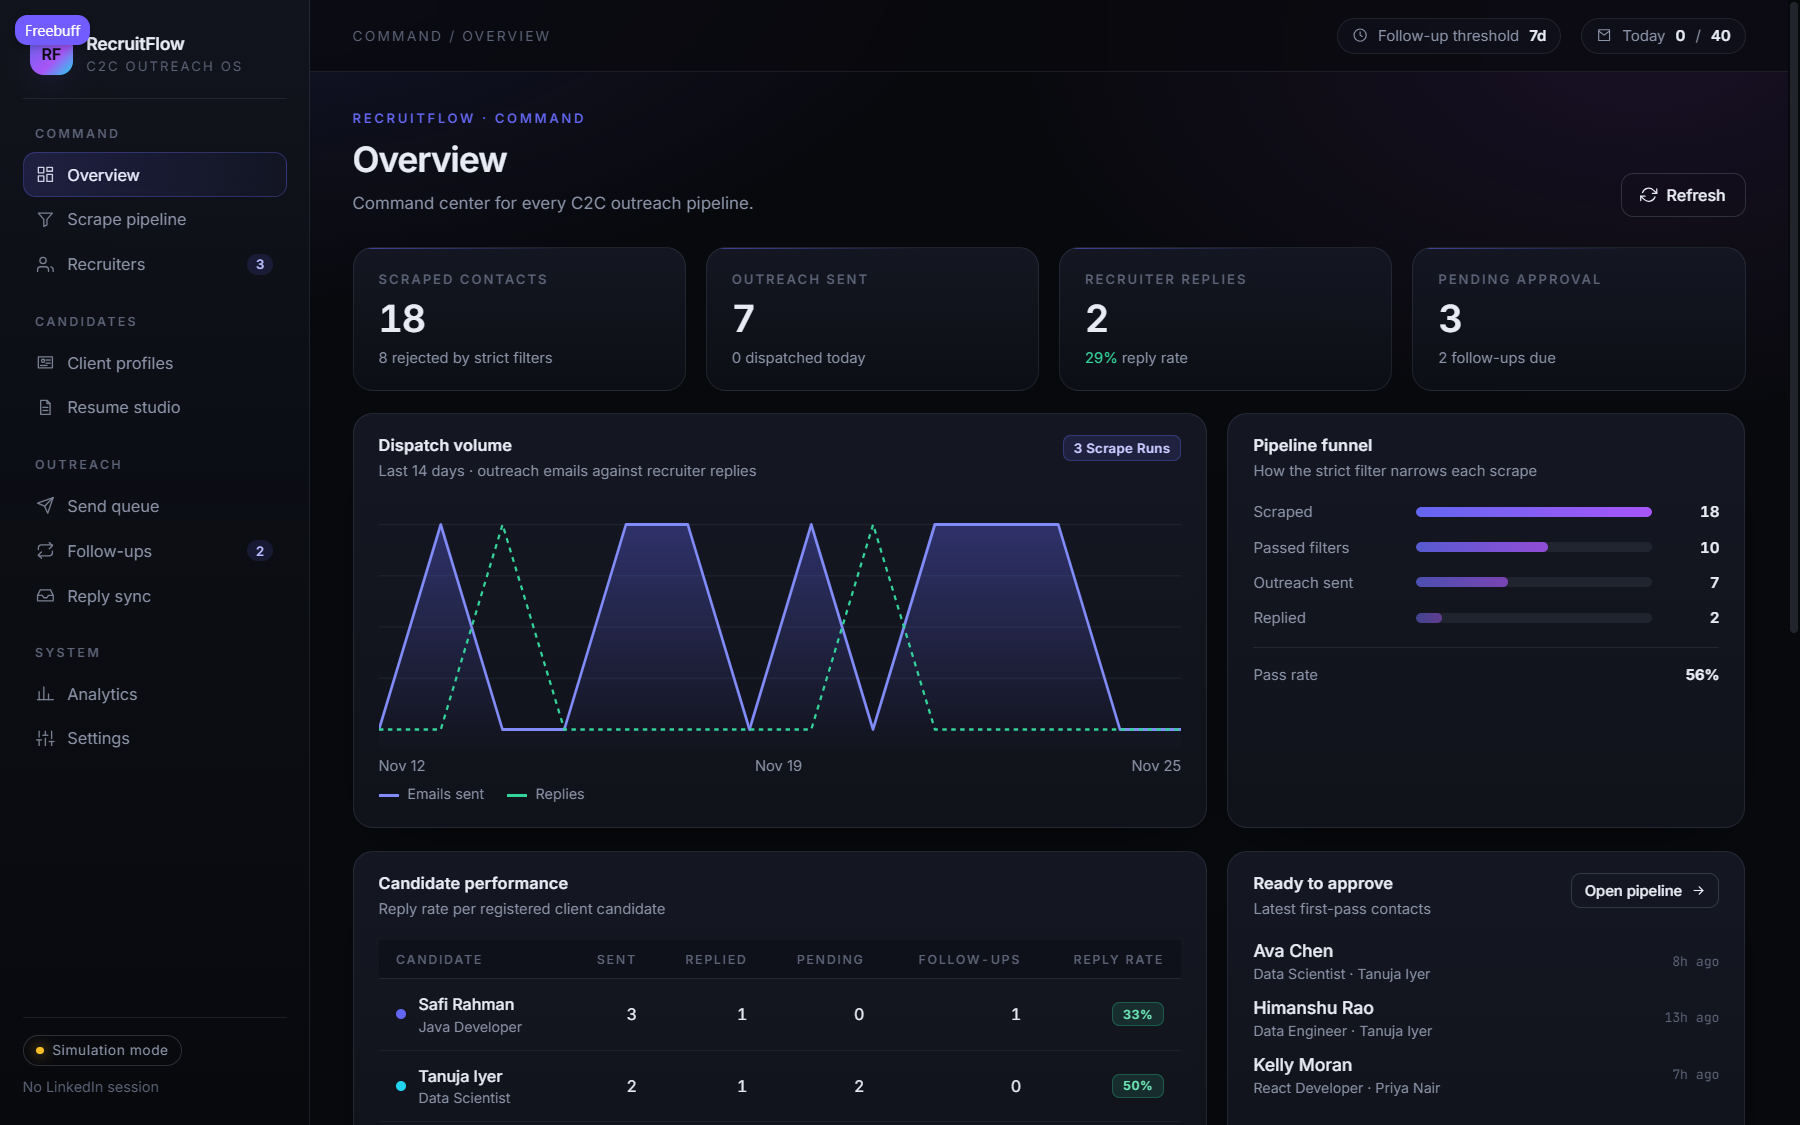 Freebuff
RF
RecruitFlow
C2C OUTREACH OS
COMMAND
Overview
Scrape pipeline
Recruiters 3
CANDIDATES
Client profiles
Resume studio
OUTREACH
Send queue
Follow-ups 2
Reply sync
SYSTEM
Analytics
Settings
Simulation mode
No LinkedIn session
COMMAND / OVERVIEW
Follow-up threshold 7d
Today 0 / 40
RECRUITFLOW · COMMAND
Overview
Command center for every C2C outreach pipeline.
Refresh
SCRAPED CONTACTS
18
8 rejected by strict filters
OUTREACH SENT
7
0 dispatched today
RECRUITER REPLIES
2
29% reply rate
PENDING APPROVAL
3
2 follow-ups due
Dispatch volume
Last 14 days · outreach emails against recruiter replies
3 Scrape Runs
Nov 12 Nov 19 Nov 25
Emails sent Replies
Pipeline funnel
How the strict filter narrows each scrape
Scraped 18
Passed filters 10
Outreach sent 7
Replied 2
Pass rate 56%
Candidate performance
Reply rate per registered client candidate
CANDIDATE SENT REPLIED PENDING FOLLOW-UPS REPLY RATE
Safi Rahman
Java Developer
3 1 0 1 33%
Tanuja Iyer
Data Scientist
2 1 2 0 50%
Ready to approve
Latest first-pass contacts
Open pipeline →
Ava Chen
Data Scientist · Tanuja Iyer
8h ago
Himanshu Rao
Data Engineer · Tanuja Iyer
13h ago
Kelly Moran
React Developer · Priya Nair
7h ago